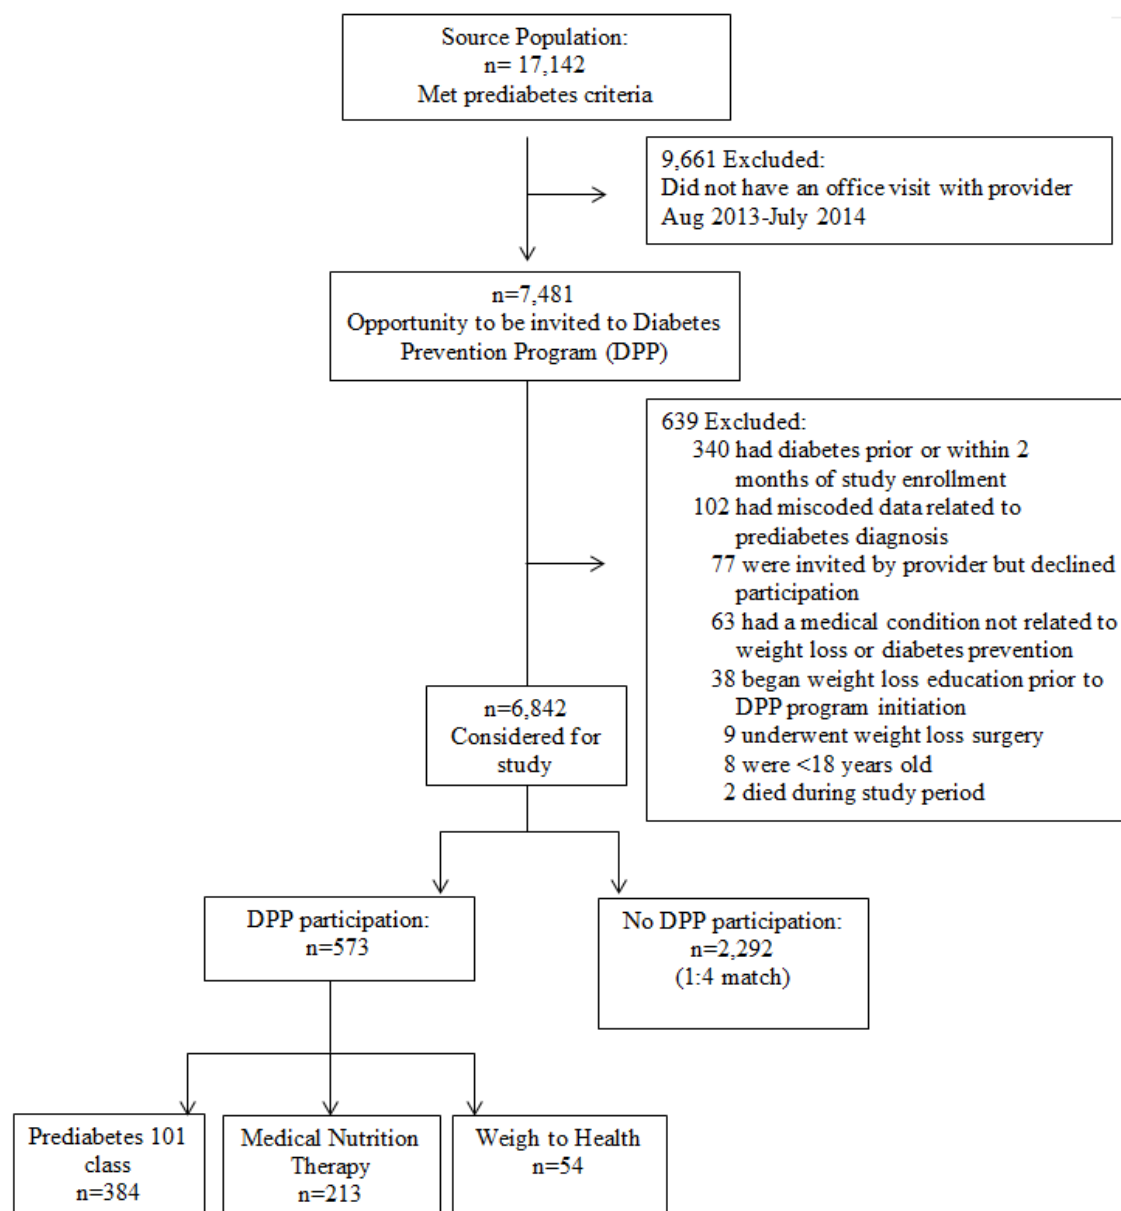 Source Population:
n= 17,142
Met prediabetes criteria
9,661 Excluded:
Did not have an office visit with provider
Aug 2013-July 2014
n=7,481
Opportunity to be invited to Diabetes
Prevention Program (DPP)
639 Excluded:
340 had diabetes prior or within 2
months of study enrollment
102 had miscoded data related to
prediabetes diagnosis
77 were invited by provider but declined
participation
63 had a medical condition not related to
weight loss or diabetes prevention
38 began weight loss education prior to
DPP program initiation
9 underwent weight loss surgery
8 were <18 years old
2 died during study period
n=6,842
Considered for
study
DPP participation:
n=573
No DPP participation:
n=2,292
(1:4 match)
Prediabetes 101
class
n=384
Medical Nutrition
Therapy
n=213
Weigh to Health
n=54